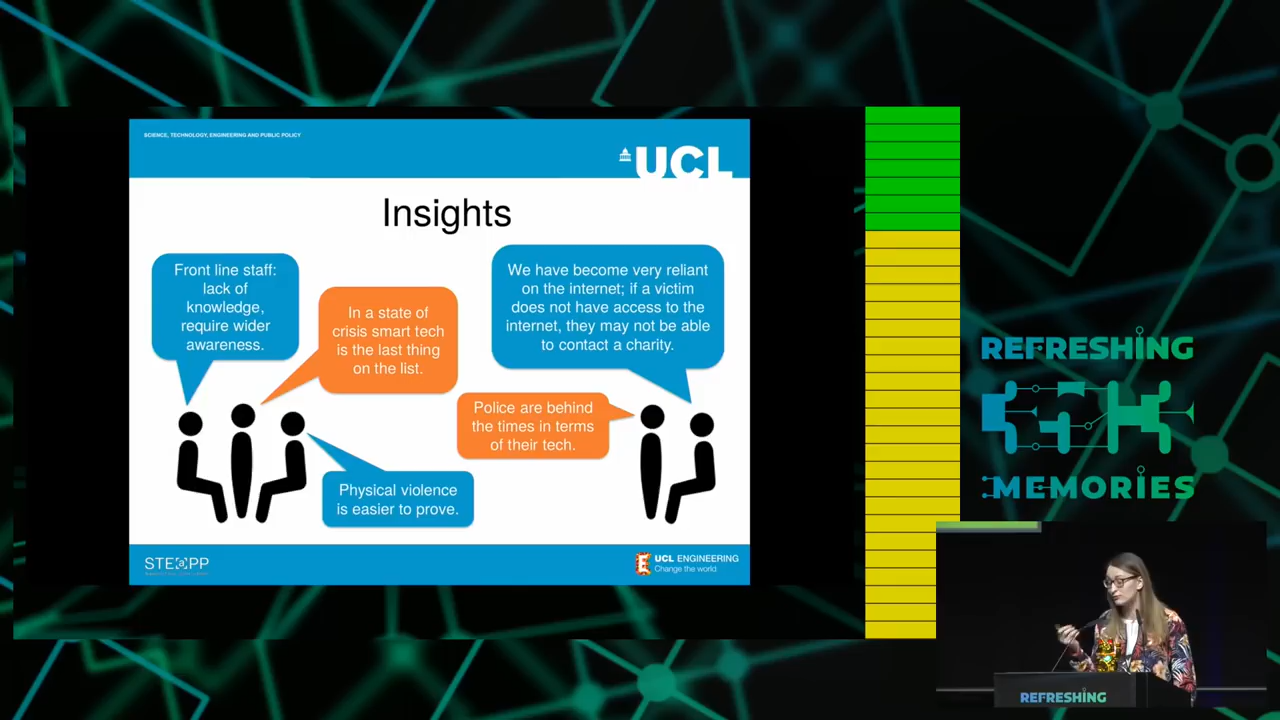 SCIENCE, TECHNOLOGY, ENGINEERING AND PUBLIC POLICY
UCL
Insights
Front line staff:
lack of
knowledge,
require wider
awareness.
In a state of
crisis smart tech
is the last thing
on the list.
We have become very reliant
on the internet; if a victim
does not have access to the
internet, they may not be able
to contact a charity.
Police are behind
the times in terms
of their tech.
Physical violence
is easier to prove.
STEaPP
UCL ENGINEERING
Change the world
REFRESHING
MEMORIES
REFRESHING